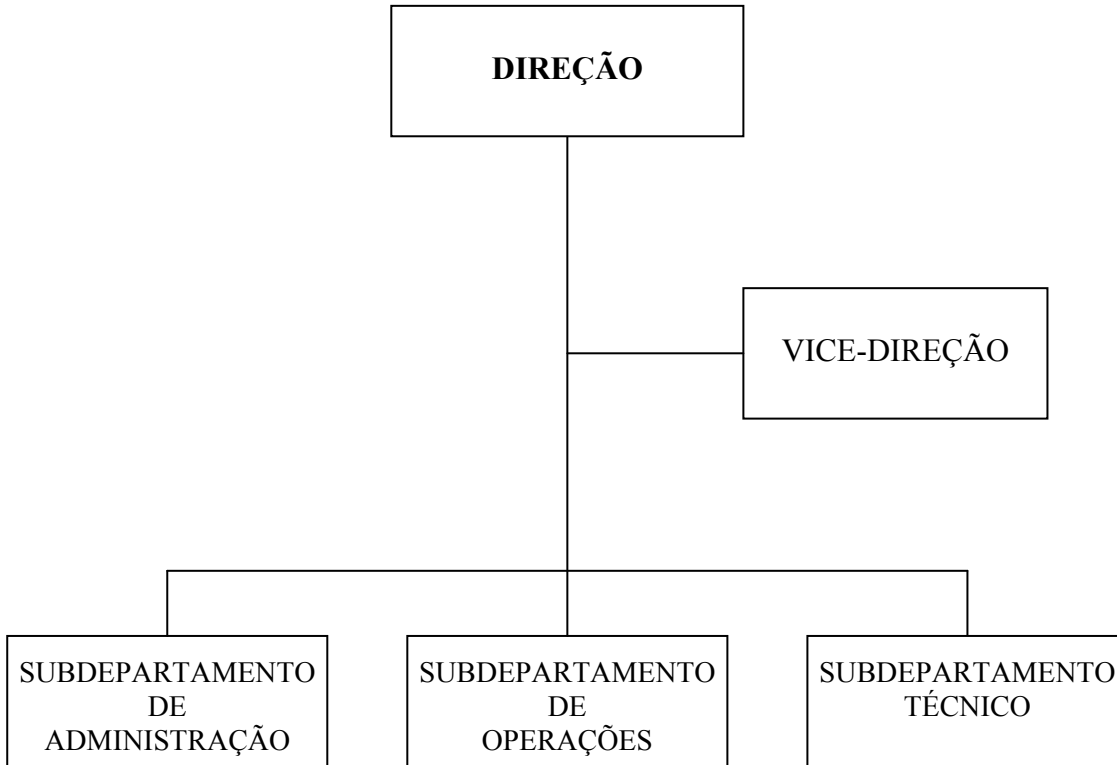 DIREÇÃO
VICE-DIREÇÃO
SUBDEPARTAMENTO
DE
ADMINISTRAÇÃO
SUBDEPARTAMENTO
DE
OPERAÇÕES
SUBDEPARTAMENTO
TÉCNICO